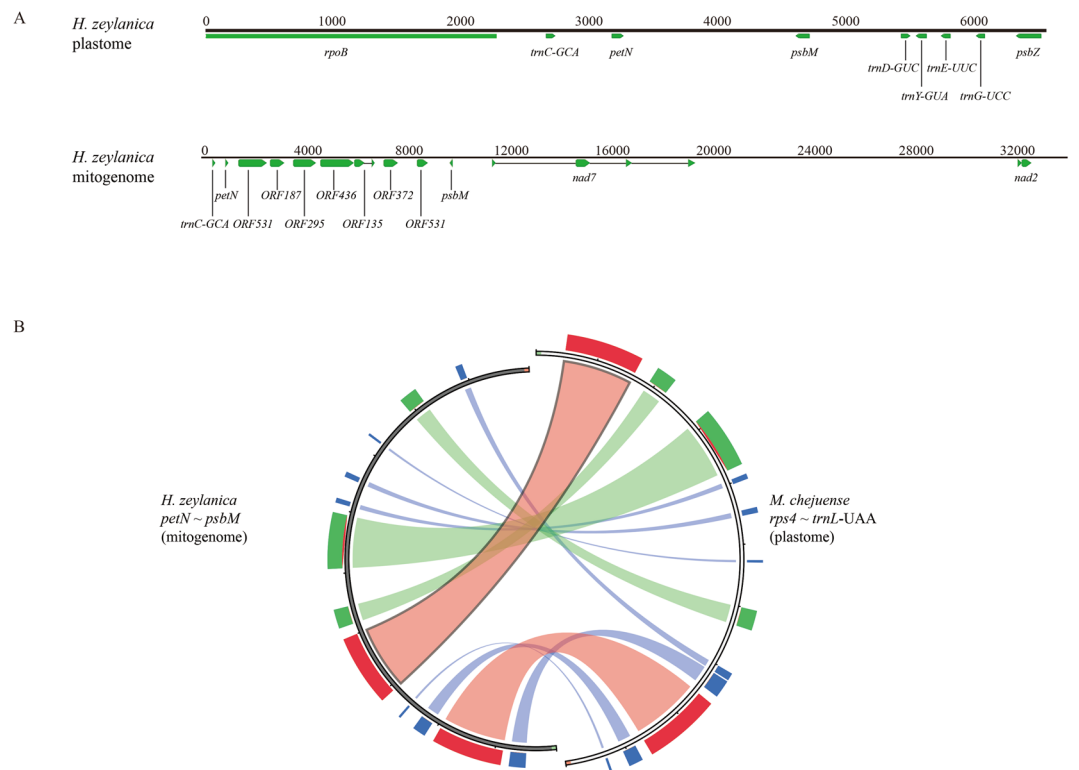 A
H. zeylanica
plastome
0 1000 2000 3000 4000 5000 6000
rpoB trnC-GCA petN psbM psbZ
trnD-GUC trnE-UUC
trnY-GUA trnG-UCC
H. zeylanica
mitogenome
0 4000 8000 12000 16000 20000 24000 28000 32000
nad7 nad2
petN ORF187 ORF436 ORF372 psbM
trnC-GCA ORF531 ORF295 ORF135 ORF531
B
H. zeylanica
petN ~ psbM
(mitogenome)
M. chejuense
rps4 ~ trnL-UAA
(plastome)